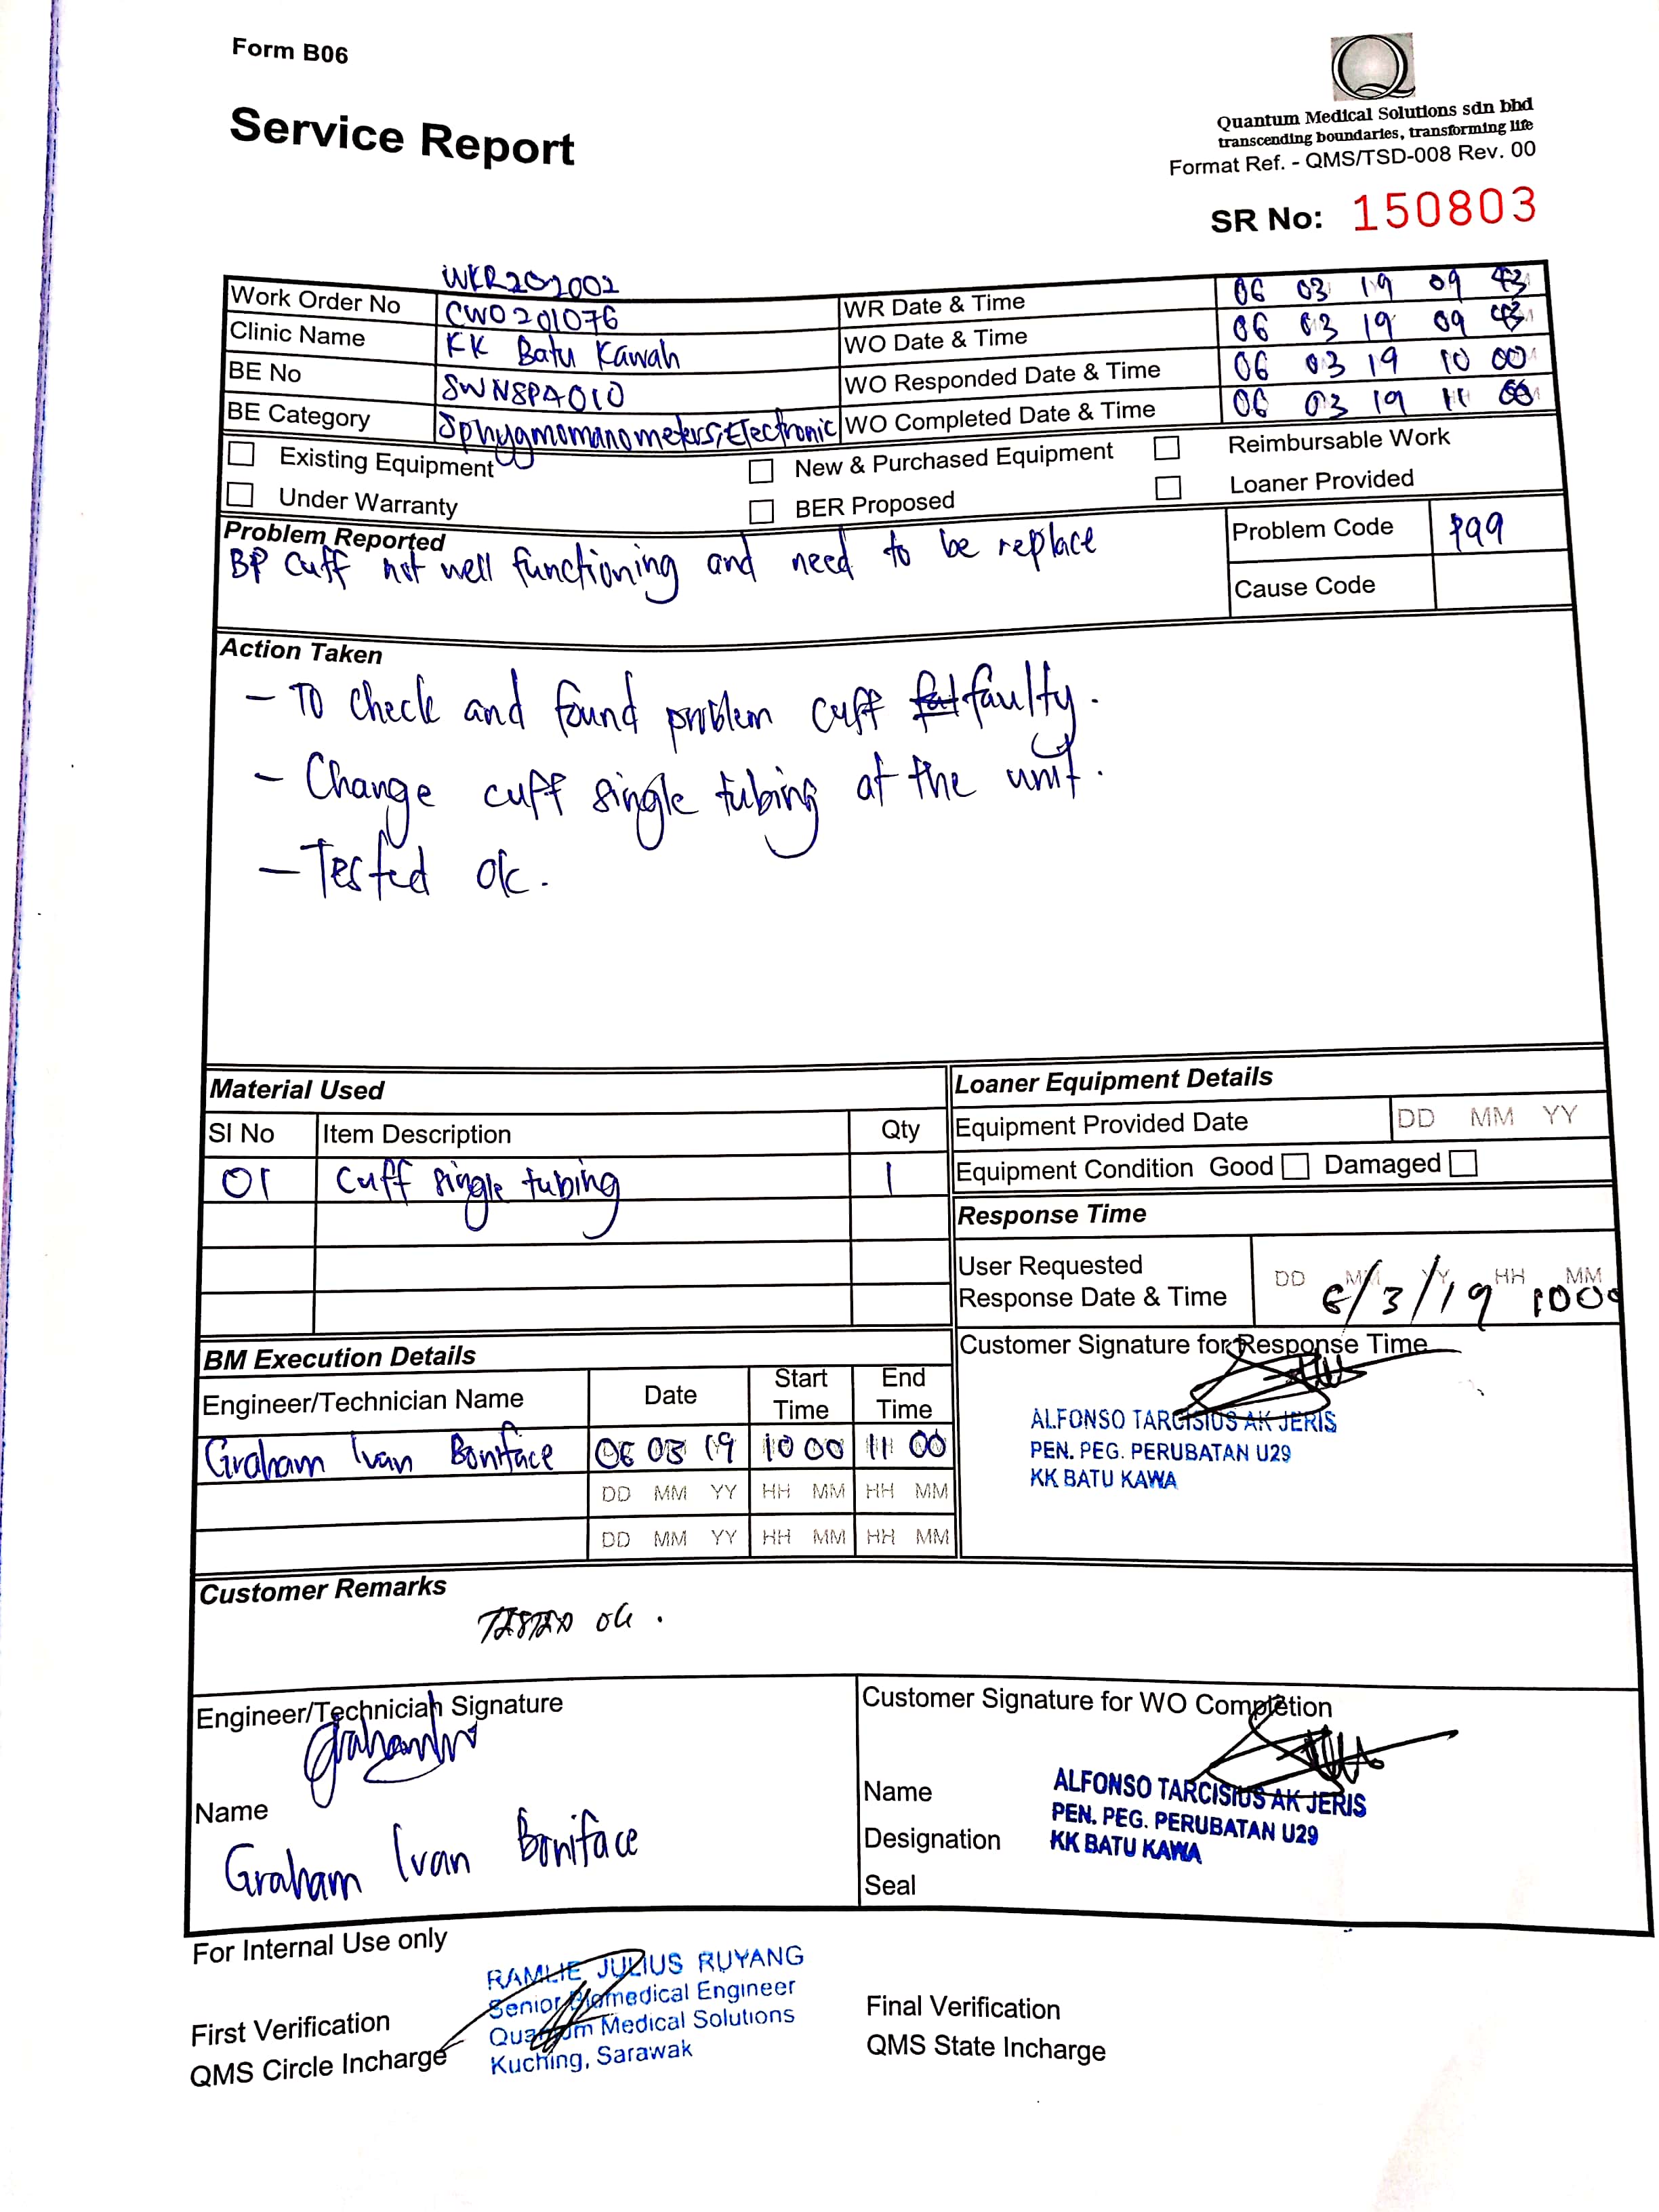 Form B06
Service Report
Quantum Medical Solutions sdn bhd
transcending boundaries, transforming life
Format Ref. - QMS/TSD-008 Rev. 00
SR No: 150803
WKR202002
Work Order No CWO201076 WR Date & Time 06 03 19 09 43
Clinic Name KK Batu Kawah WO Date & Time 06 03 19 09 43
BE No SWNSPA010 WO Responded Date & Time 06 03 19 10 00
BE Category Sphygmomanometers, Electronic WO Completed Date & Time 06 03 19 11 00
Existing Equipment New & Purchased Equipment Reimbursable Work
Under Warranty BER Proposed Loaner Provided
Problem Reported
BP Cuff not well functioning and need to be replace
Problem Code P99
Cause Code
Action Taken
- To check and found problem cuff faulty.
- Change cuff single tubing at the unit.
- Tested ok.
Material Used
Sl No Item Description Qty
01 Cuff single tubing 1
Loaner Equipment Details
Equipment Provided Date DD MM YY
Equipment Condition Good Damaged
Response Time
User Requested
Response Date & Time DD MM YY HH MM 6/3/19 1000
Customer Signature for Response Time
ALFONSO TARCISIUS AK JERIS
PEN. PEG. PERUBATAN U29
KK BATU KAWA
BM Execution Details
Engineer/Technician Name Date Start Time End Time
Graham Ivan Boniface 06 03 19 10 00 11 00
DD MM YY HH MM HH MM
DD MM YY HH MM HH MM
Customer Remarks
TESTED OK.
Engineer/Technician Signature
Name
Graham Ivan Boniface
Customer Signature for WO Completion
Name
Designation
Seal
ALFONSO TARCISIUS AK JERIS
PEN. PEG. PERUBATAN U29
KK BATU KAWA
For Internal Use only
First Verification
QMS Circle Incharge
RAMLIE JULIUS RUYANG
Senior Biomedical Engineer
Quantum Medical Solutions
Kuching, Sarawak
Final Verification
QMS State Incharge